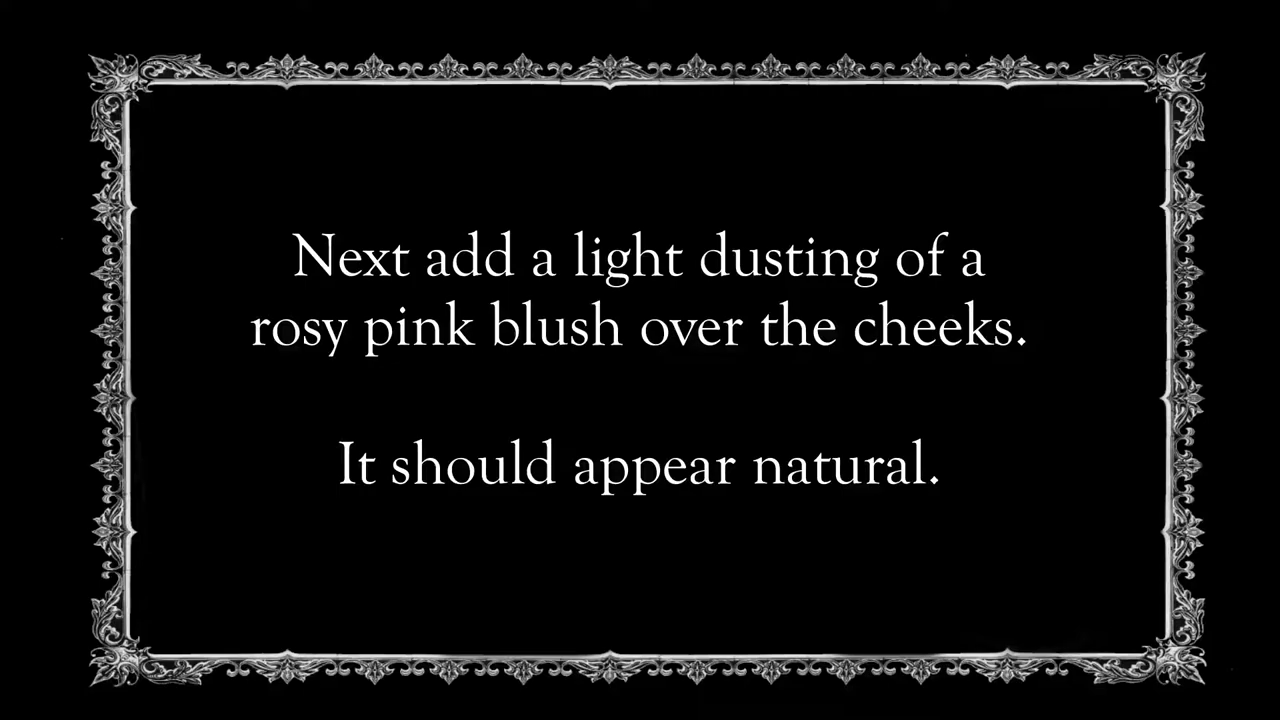 Next add a light dusting of a
rosy pink blush over the cheeks.
It should appear natural.